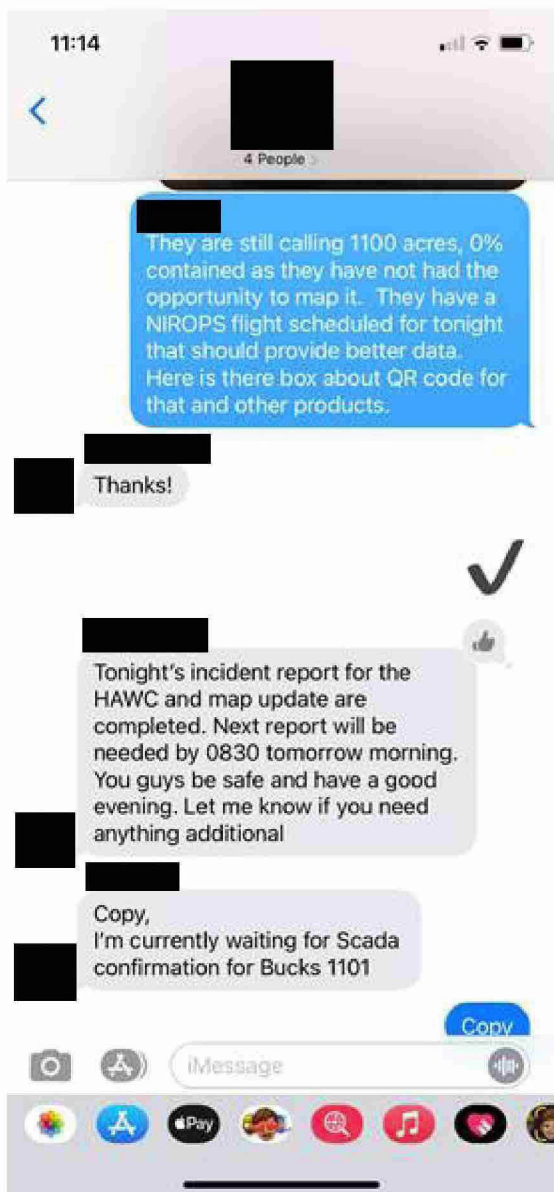 11:14
4 People >
They are still calling 1100 acres, 0%
contained as they have not had the
opportunity to map it.  They have a
NIROPS flight scheduled for tonight
that should provide better data.
Here is there box about QR code for
that and other products.
Thanks!
Tonight's incident report for the
HAWC and map update are
completed. Next report will be
needed by 0830 tomorrow morning.
You guys be safe and have a good
evening. Let me know if you need
anything additional
Copy,
I'm currently waiting for Scada
confirmation for Bucks 1101
Copy
iMessage
Pay